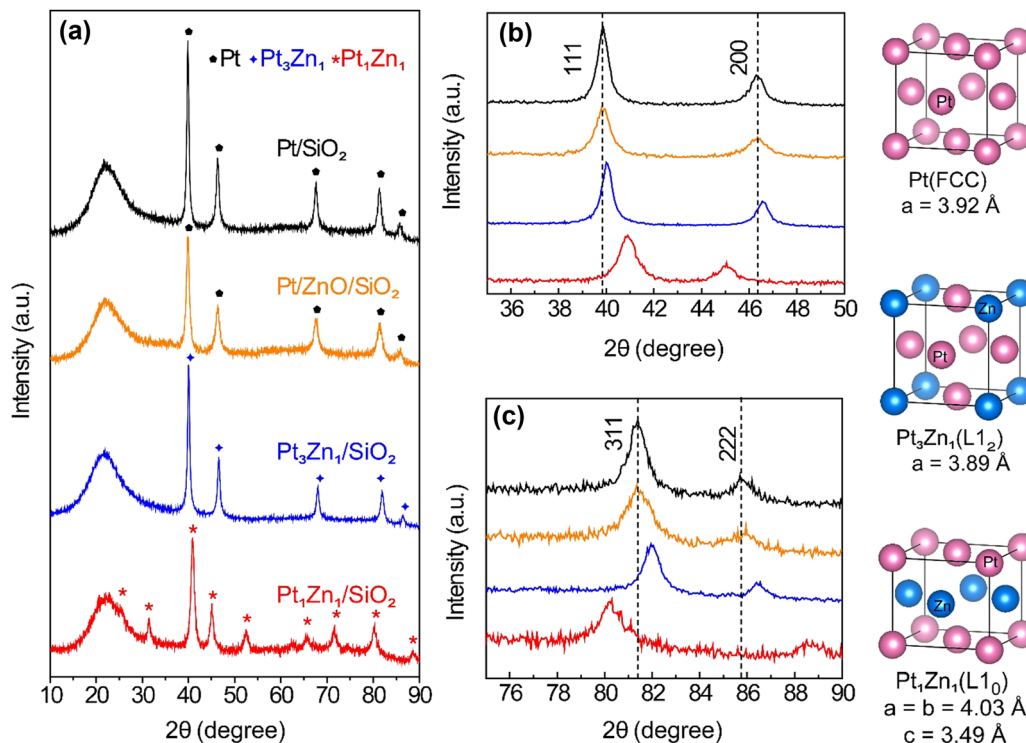 (a)
⬟Pt ✦Pt₃Zn₁ *Pt₁Zn₁
Pt/SiO₂
Pt/ZnO/SiO₂
Pt₃Zn₁/SiO₂
Pt₁Zn₁/SiO₂
Intensity (a.u.)
10 20 30 40 50 60 70 80 90
2θ (degree)
(b)
111
200
Intensity (a.u.)
36 38 40 42 44 46 48 50
2θ (degree)
(c)
311
222
Intensity (a.u.)
76 78 80 82 84 86 88 90
2θ (degree)
Pt
Pt(FCC)
a = 3.92 Å
Zn
Pt
Pt₃Zn₁(L1₂)
a = 3.89 Å
Pt
Zn
Pt₁Zn₁(L1₀)
a = b = 4.03 Å
c = 3.49 Å